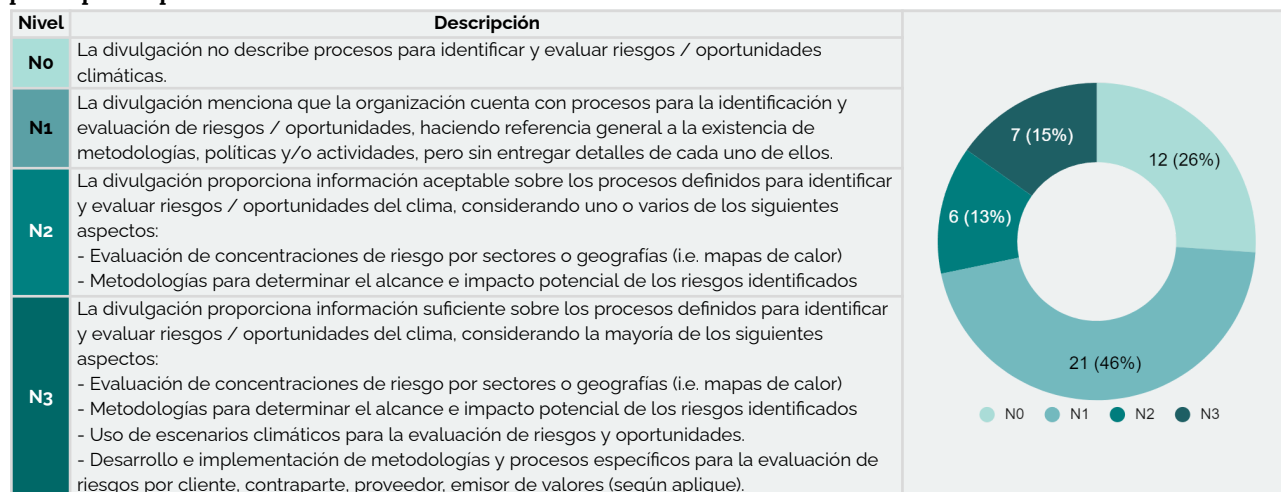 Nivel
Descripción
N0
La divulgación no describe procesos para identificar y evaluar riesgos / oportunidades
climáticas.
N1
La divulgación menciona que la organización cuenta con procesos para la identificación y
evaluación de riesgos / oportunidades, haciendo referencia general a la existencia de
metodologías, políticas y/o actividades, pero sin entregar detalles de cada uno de ellos.
N2
La divulgación proporciona información aceptable sobre los procesos definidos para identificar
y evaluar riesgos / oportunidades del clima, considerando uno o varios de los siguientes
aspectos:
- Evaluación de concentraciones de riesgo por sectores o geografías (i.e. mapas de calor)
- Metodologías para determinar el alcance e impacto potencial de los riesgos identificados
N3
La divulgación proporciona información suficiente sobre los procesos definidos para identificar
y evaluar riesgos / oportunidades del clima, considerando la mayoría de los siguientes
aspectos:
- Evaluación de concentraciones de riesgo por sectores o geografías (i.e. mapas de calor)
- Metodologías para determinar el alcance e impacto potencial de los riesgos identificados
- Uso de escenarios climáticos para la evaluación de riesgos y oportunidades.
- Desarrollo e implementación de metodologías y procesos específicos para la evaluación de
riesgos por cliente, contraparte, proveedor, emisor de valores (según aplique).
7 (15%)
12 (26%)
6 (13%)
21 (46%)
N0
N1
N2
N3